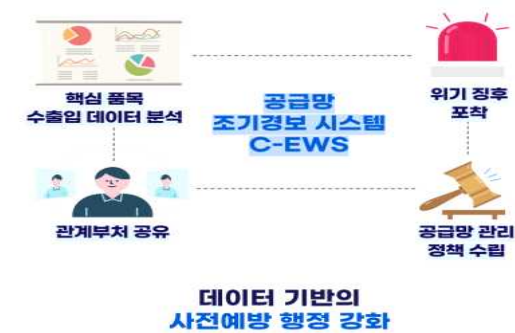 핵심 품목
수출입 데이터 분석
공급망
조기경보 시스템
C-EWS
위기 징후
포착
관계부처 공유
공급망 관리
정책 수립
데이터 기반의
사전예방 행정 강화